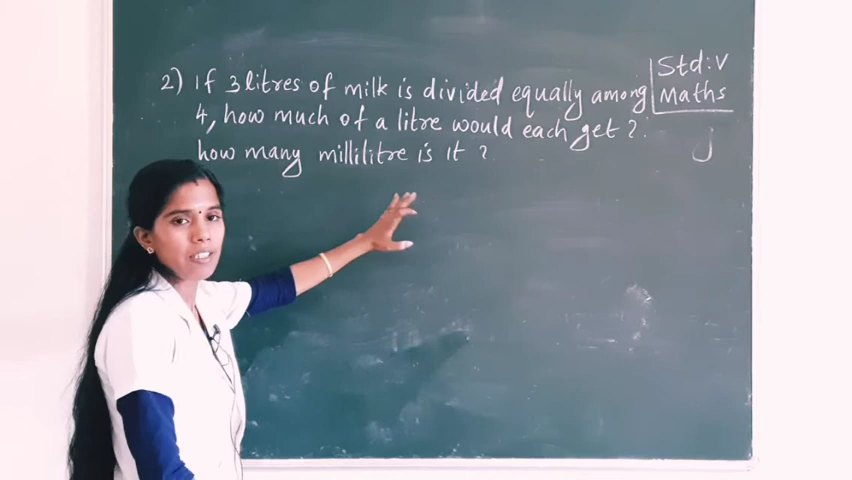 2) If 3 litres of milk is divided equally among
4, how much of a litre would each get ?.
how many millilitre is it ?
Std: V
Maths